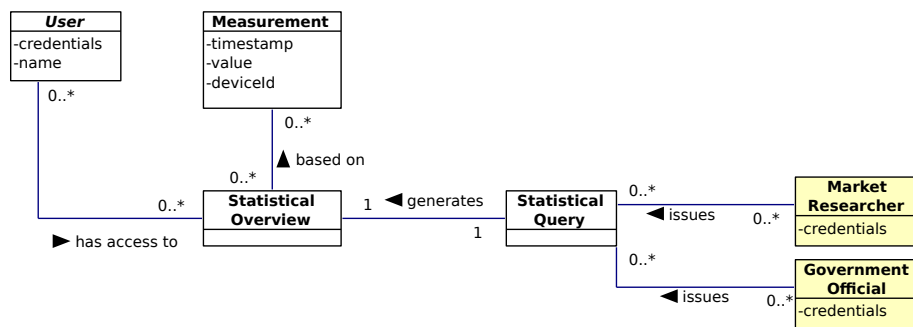 User
-credentials
-name
0..*
Measurement
-timestamp
-value
-deviceId
0..*
based on
0..*
0..*
has access to
Statistical
Overview
1
generates
1
Statistical
Query
0..*
issues
0..*
Market
Researcher
-credentials
0..*
issues
0..*
Government
Official
-credentials